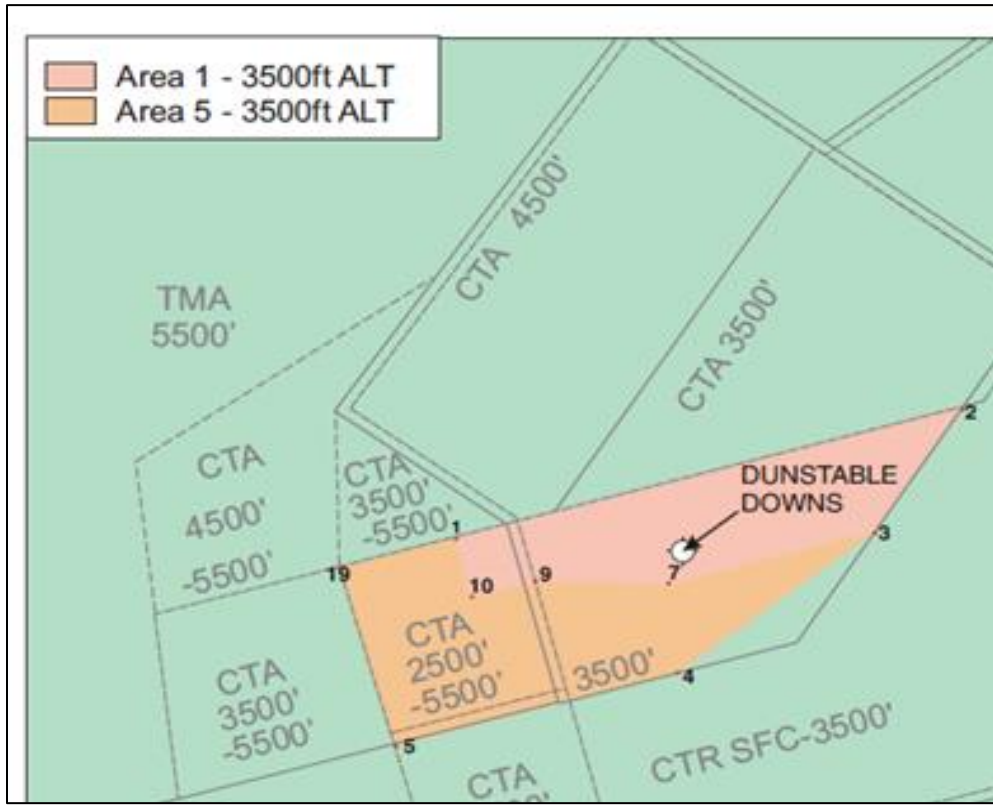 Area 1 - 3500ft ALT
Area 5 - 3500ft ALT
CTA 4500'
TMA
5500'
CTA 3500'
2
CTA
4500'
-5500'
CTA
3500'
-5500'
DUNSTABLE
DOWNS
1
3
19
10
9
7
CTA
2500'
-5500'
3500'
4
CTA
3500'
-5500'
5
CTR SFC-3500'
CTA